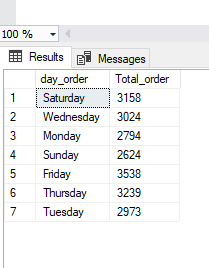 100 %
Results Messages
day_order Total_order
1 Saturday 3158
2 Wednesday 3024
3 Monday 2794
4 Sunday 2624
5 Friday 3538
6 Thursday 3239
7 Tuesday 2973